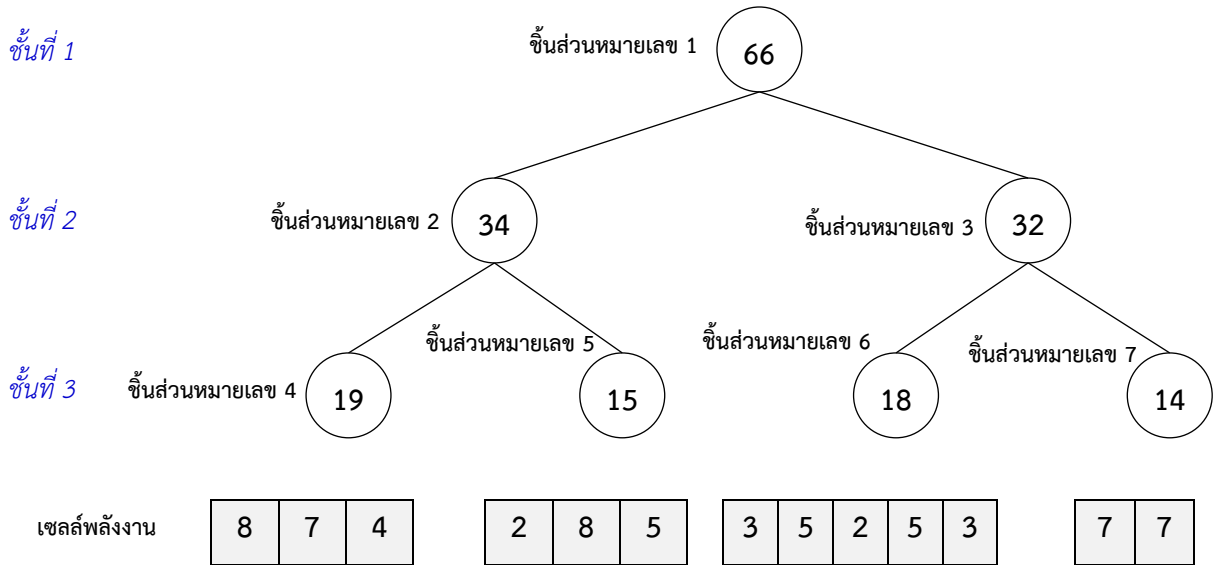 ชั้นที่ 1
ชิ้นส่วนหมายเลข 1 66
ชั้นที่ 2
ชิ้นส่วนหมายเลข 2 34
ชิ้นส่วนหมายเลข 3 32
ชั้นที่ 3
ชิ้นส่วนหมายเลข 4 19
ชิ้นส่วนหมายเลข 5 15
ชิ้นส่วนหมายเลข 6 18
ชิ้นส่วนหมายเลข 7 14
เซลล์พลังงาน 8 7 4 2 8 5 3 5 2 5 3 7 7